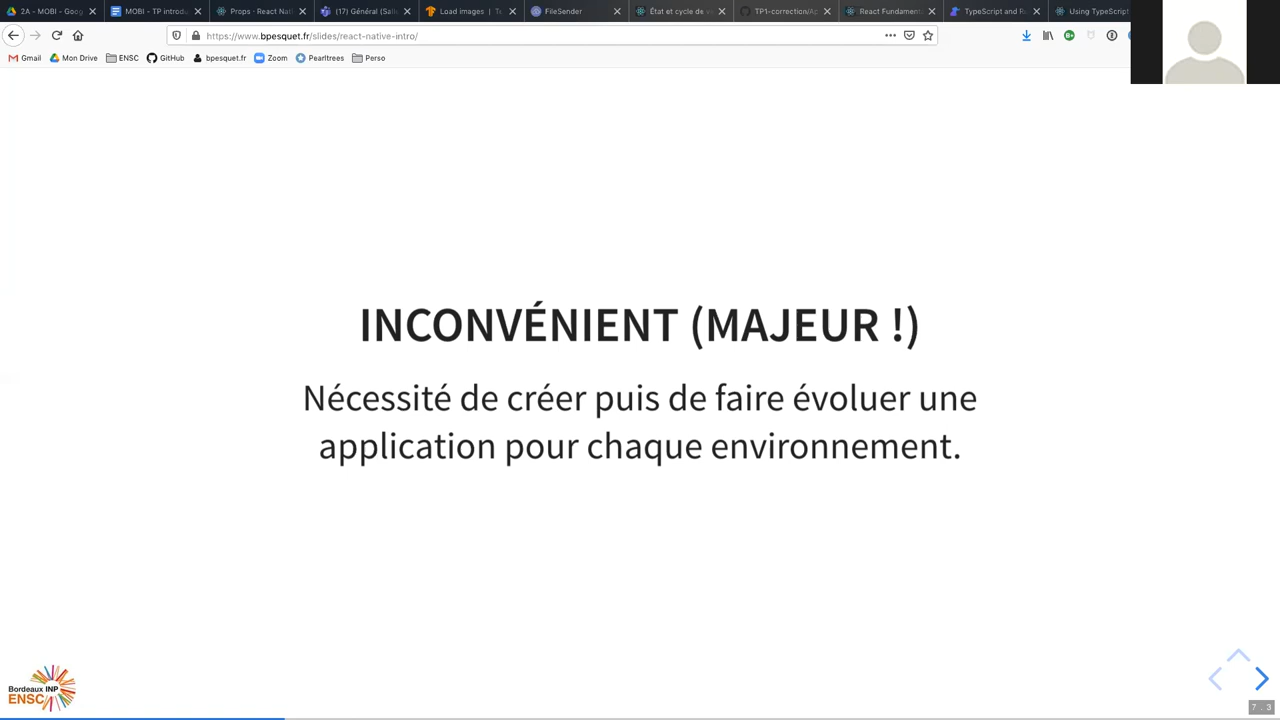 2A - MOBI - Goog
MOBI - TP introdu
Props · React Nati
(17) Général (Salle
Load images | Te
FileSender
État et cycle de v
TP1-correction/Ap
React Fundament
TypeScript and R
Using TypeScript
https://www.bpesquet.fr/slides/react-native-intro/
Gmail
Mon Drive
ENSC
GitHub
bpesquet.fr
Zoom
Pearltrees
Perso
INCONVÉNIENT (MAJEUR !)
Nécessité de créer puis de faire évoluer une
application pour chaque environnement.
Bordeaux INP
ENSC
7 . 3